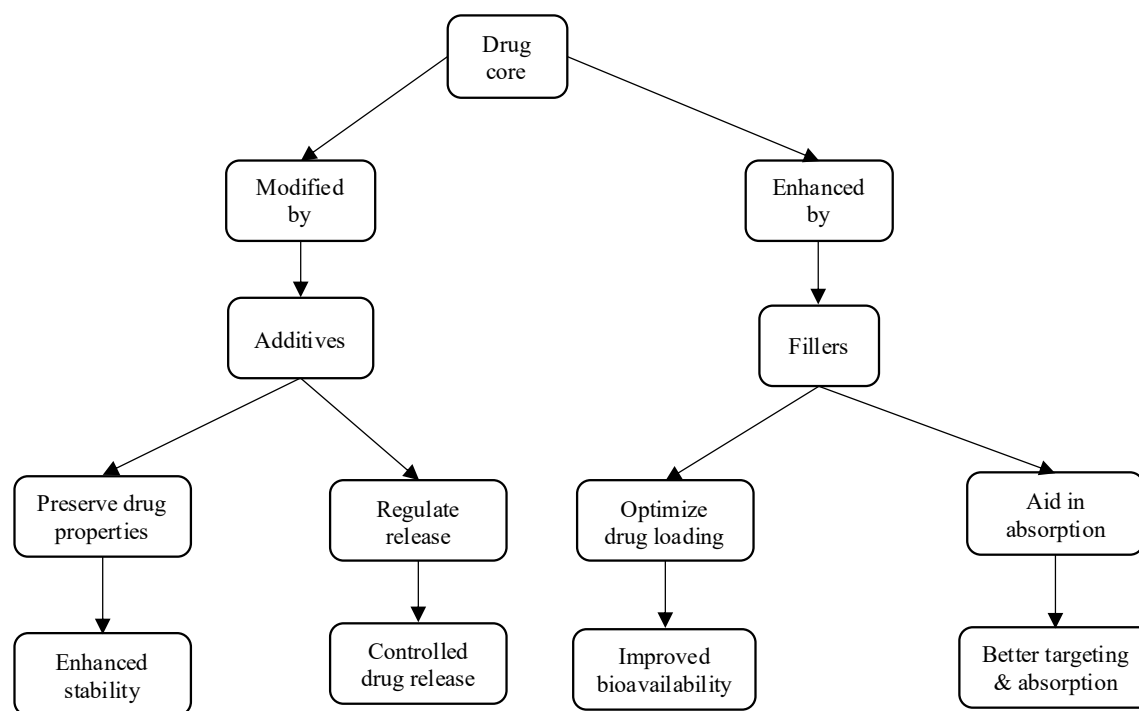 Drug
core
Modified
by
Enhanced
by
Additives
Fillers
Preserve drug
properties
Regulate
release
Optimize
drug loading
Aid in
absorption
Enhanced
stability
Controlled
drug release
Improved
bioavailability
Better targeting
& absorption